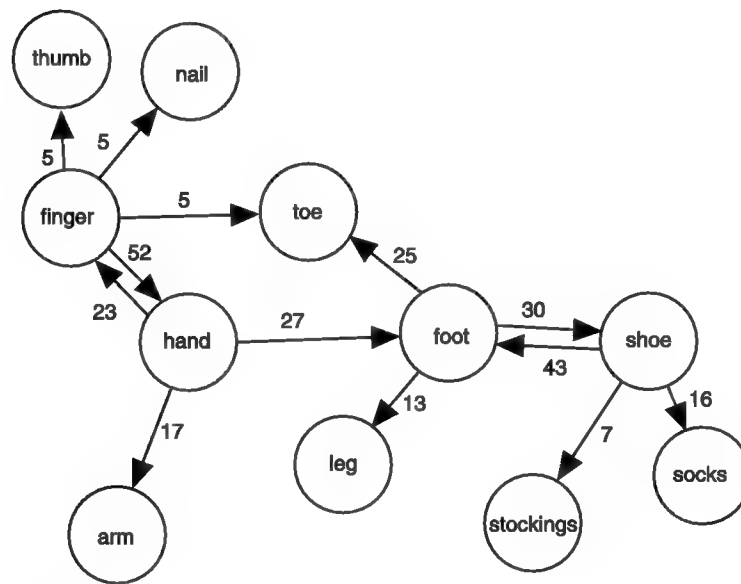 thumb
nail
5
5
finger
5
toe
52
25
23
hand
27
foot
30
shoe
43
17
13
7
16
leg
socks
arm
stockings